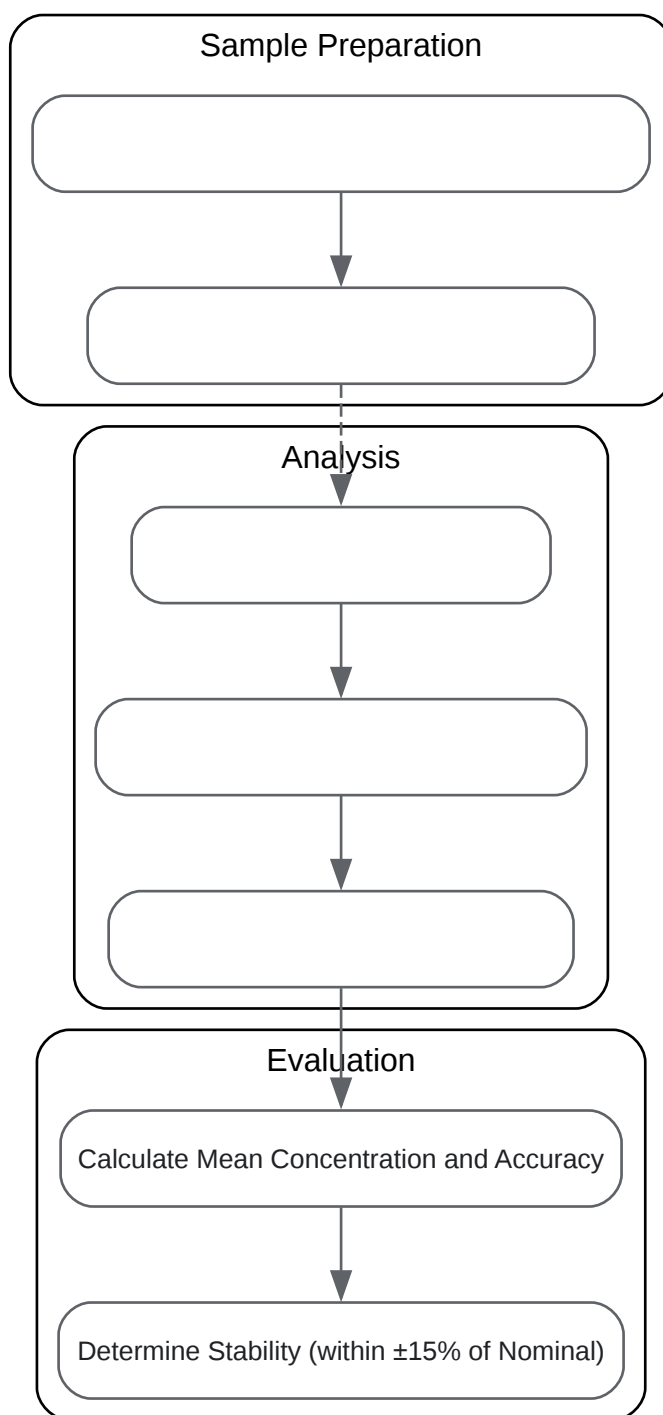 Sample Preparation
Analysis
Evaluation
Calculate Mean Concentration and Accuracy
Determine Stability (within ±15% of Nominal)